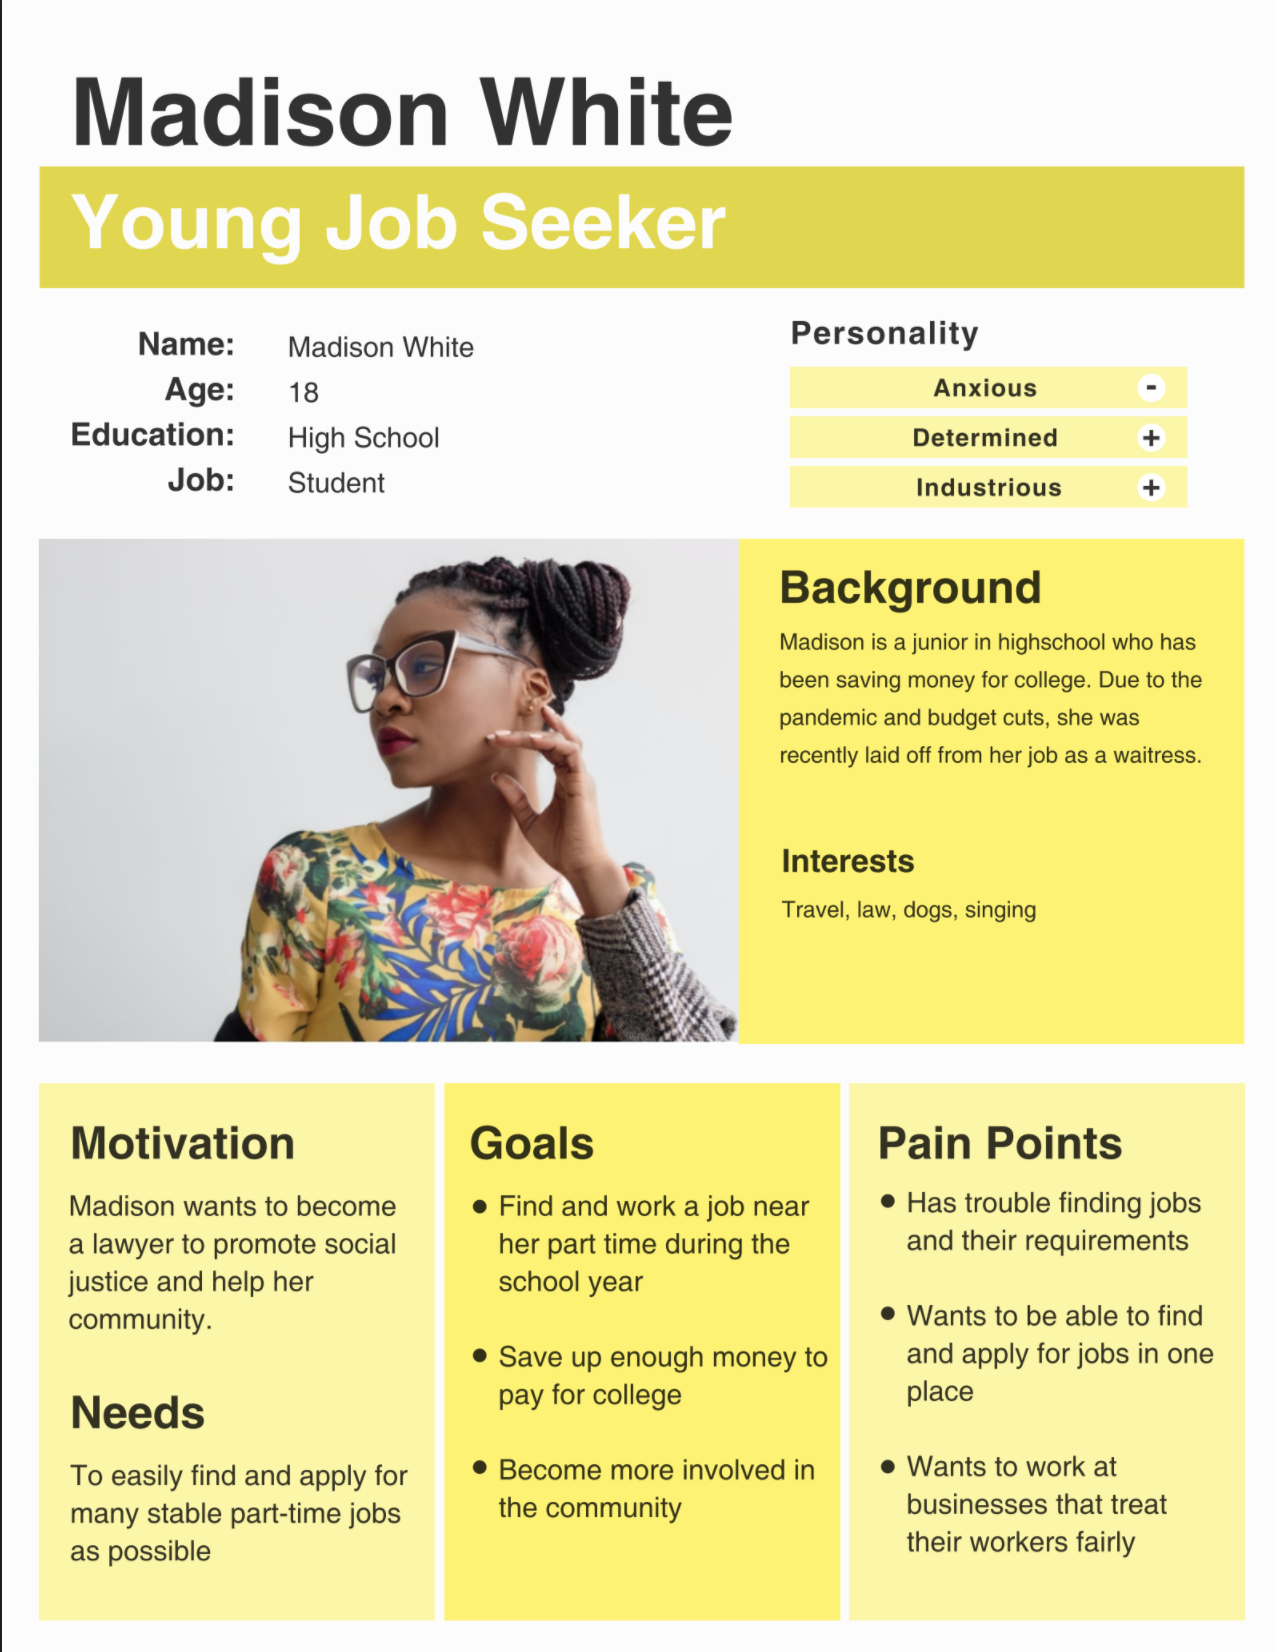 Madison White
Young Job Seeker
Name: Madison White
Age: 18
Education: High School
Job: Student
Personality
Anxious -
Determined +
Industrious +
Background
Madison is a junior in highschool who has
been saving money for college. Due to the
pandemic and budget cuts, she was
recently laid off from her job as a waitress.
Interests
Travel, law, dogs, singing
Motivation
Madison wants to become
a lawyer to promote social
justice and help her
community.
Needs
To easily find and apply for
many stable part-time jobs
as possible
Goals
• Find and work a job near
her part time during the
school year
• Save up enough money to
pay for college
• Become more involved in
the community
Pain Points
• Has trouble finding jobs
and their requirements
• Wants to be able to find
and apply for jobs in one
place
• Wants to work at
businesses that treat
their workers fairly